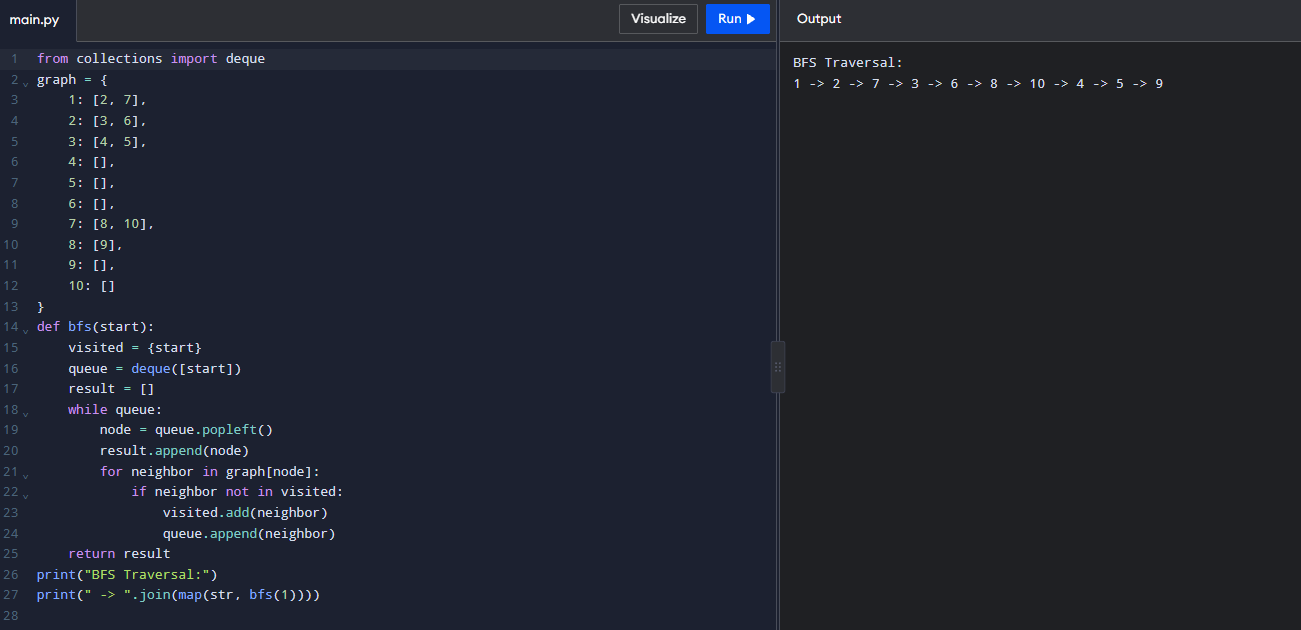 main.py
Visualize
Run
Output
1 from collections import deque
2 graph = {
3     1: [2, 7],
4     2: [3, 6],
5     3: [4, 5],
6     4: [],
7     5: [],
8     6: [],
9     7: [8, 10],
10     8: [9],
11     9: [],
12     10: []
13 }
14 def bfs(start):
15     visited = {start}
16     queue = deque([start])
17     result = []
18     while queue:
19         node = queue.popleft()
20         result.append(node)
21         for neighbor in graph[node]:
22             if neighbor not in visited:
23                 visited.add(neighbor)
24                 queue.append(neighbor)
25     return result
26 print("BFS Traversal:")
27 print(" -> ".join(map(str, bfs(1))))
28
BFS Traversal:
1 -> 2 -> 7 -> 3 -> 6 -> 8 -> 10 -> 4 -> 5 -> 9